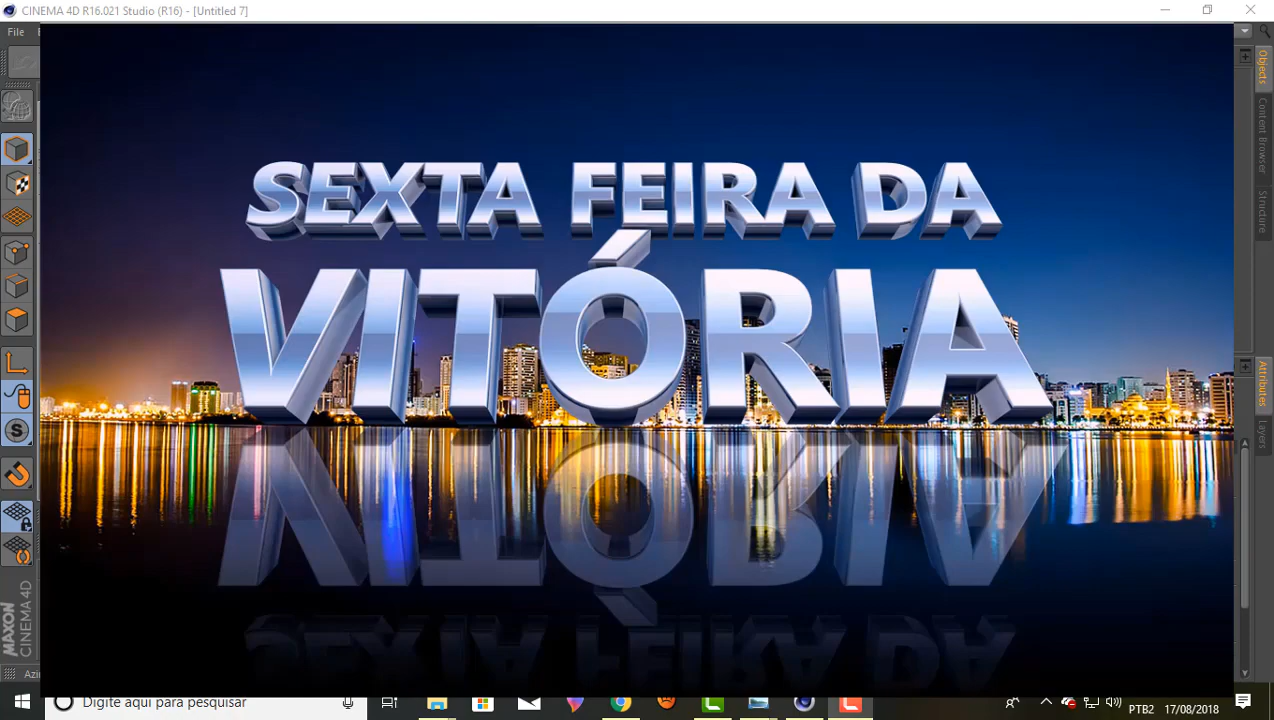 CINEMA 4D R16.021 Studio (R16) - [Untitled 7]
File
Objects
Content Browser
Structure
SEXTA FEIRA DA
VITÓRIA
Attributes
Layers
MAXON
CINEMA 4D
Digite aqui para pesquisar
PTB2
17/08/2018